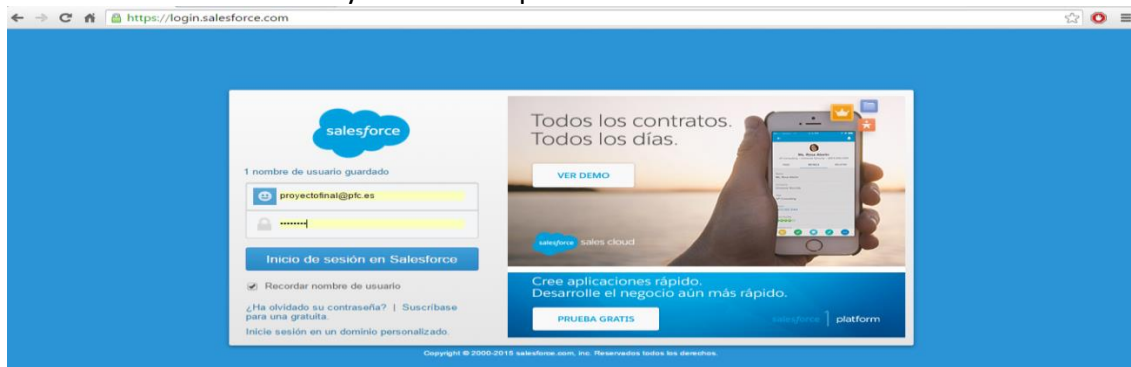 https://login.salesforce.com
salesforce
1 nombre de usuario guardado
proyectofinal@pfc.es
Inicio de sesión en Salesforce
Recordar nombre de usuario
¿Ha olvidado su contraseña? | Suscríbase
para una gratuita.
Inicie sesión en un dominio personalizado.
Todos los contratos.
Todos los días.
VER DEMO
salesforce sales cloud
Cree aplicaciones rápido.
Desarrolle el negocio aún más rápido.
PRUEBA GRATIS
salesforce1 platform
Copyright © 2000-2015 salesforce.com, inc. Reservados todos los derechos.